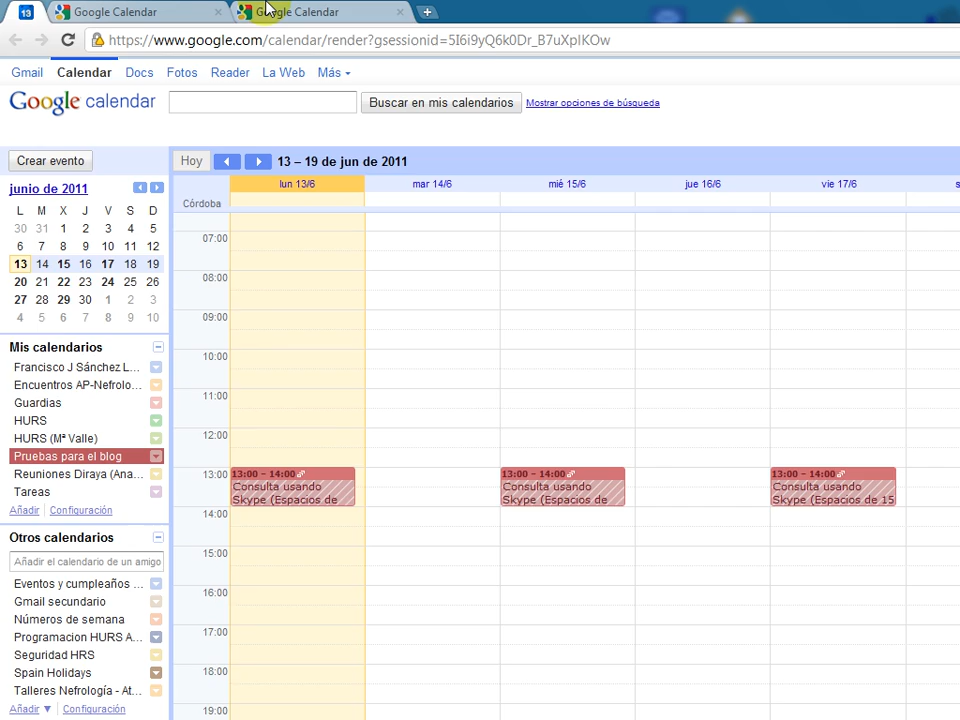 13 Google Calendar Google Calendar
https://www.google.com/calendar/render?gsessionid=5I6i9yQ6k0Dr_B7uXplKOw
Gmail Calendar Docs Fotos Reader La Web Más
Google calendar Buscar en mis calendarios Mostrar opciones de búsqueda
Crear evento Hoy 13 – 19 de jun de 2011
junio de 2011 lun 13/6 mar 14/6 mié 15/6 jue 16/6 vie 17/6 s
Córdoba
L M X J V S D
30 31 1 2 3 4 5
6 7 8 9 10 11 12
13 14 15 16 17 18 19
20 21 22 23 24 25 26
27 28 29 30 1 2 3
4 5 6 7 8 9 10
Mis calendarios
Francisco J Sánchez L...
Encuentros AP-Nefrolo...
Guardias
HURS
HURS (Mª Valle)
Pruebas para el blog
Reuniones Diraya (Ana...
Tareas
Añadir Configuración
Otros calendarios
Añadir el calendario de un amigo
Eventos y cumpleaños ...
Gmail secundario
Números de semana
Programacion HURS A...
Seguridad HRS
Spain Holidays
Talleres Nefrología - At...
Añadir ▼ Configuración
07:00
08:00
09:00
10:00
11:00
12:00
13:00
14:00
15:00
16:00
17:00
18:00
19:00
13:00 – 14:00
Consulta usando
Skype (Espacios de
13:00 – 14:00
Consulta usando
Skype (Espacios de
13:00 – 14:00
Consulta usando
Skype (Espacios de 15